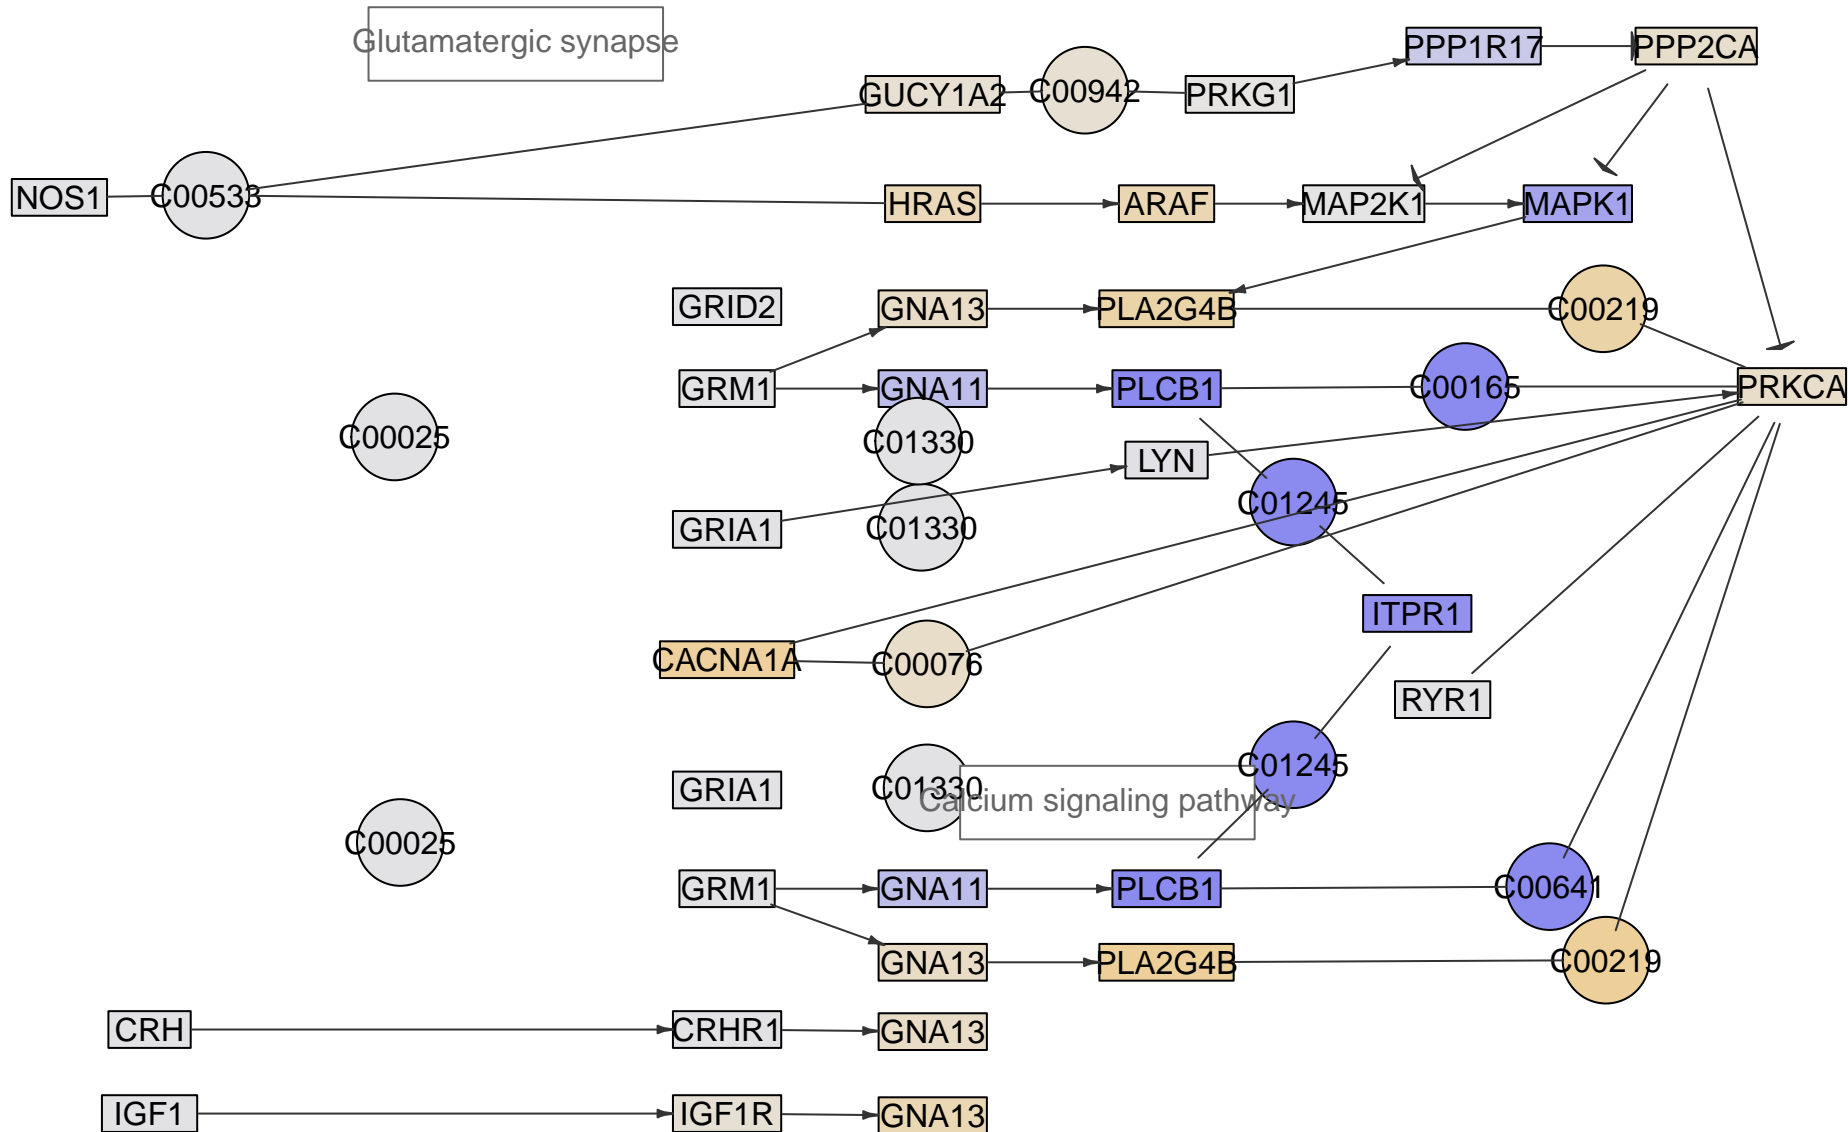 Glutamatergic synapse
PPP1R17
PPP2CA
GUCY1A2
C00942
PRKG1
NOS1
C00533
HRAS
ARAF
MAP2K1
MAPK1
GRID2
GNA13
PLA2G4B
C00219
GRM1
GNA11
PLCB1
C00165
PRKCA
C00025
C01330
LYN
GRIA1
C01330
C01245
ITPR1
CACNA1A
C00076
RYR1
C01245
GRIA1
C01330
Calcium signaling pathway
C00025
GRM1
GNA11
PLCB1
C00641
GNA13
PLA2G4B
C00219
CRH
CRHR1
GNA13
IGF1
IGF1R
GNA13